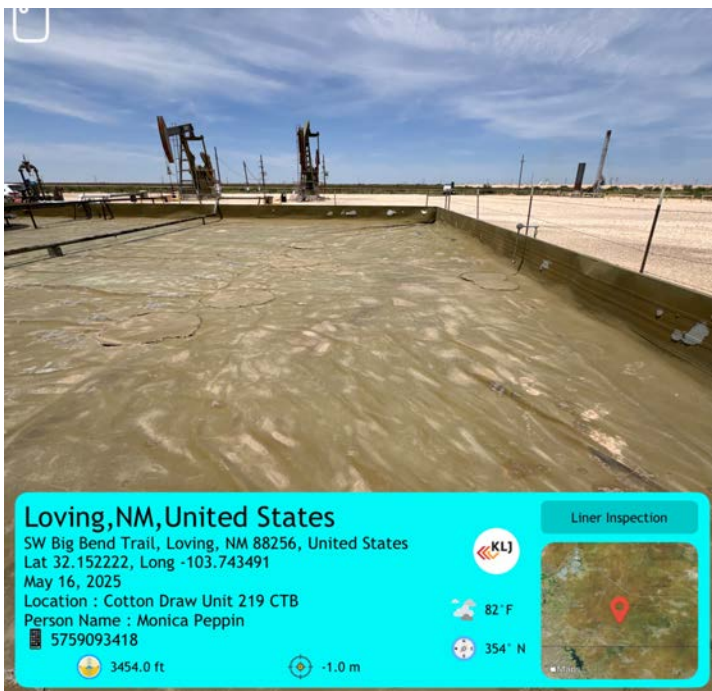 Loving,NM,United States
SW Big Bend Trail, Loving, NM 88256, United States
Lat 32.152222, Long -103.743491
May 16, 2025
Location : Cotton Draw Unit 219 CTB
Person Name : Monica Peppin
5759093418
3454.0 ft
-1.0 m
KLJ
82°F
354° N
Liner Inspection
Maps